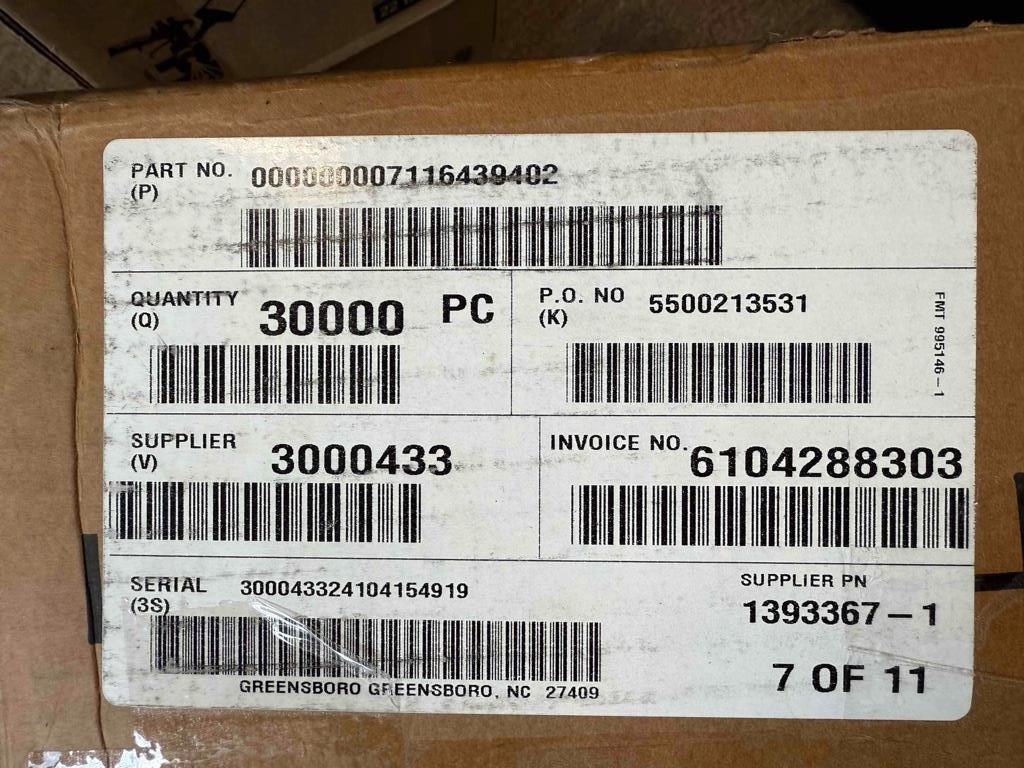 PART NO. 000000007116439402
(P)
QUANTITY 30000 PC
(Q)
P.O. NO 5500213531
(K)
FMT 995146-1
SUPPLIER 3000433
(V)
INVOICE NO. 6104288303
SERIAL 300043324104154919
(3S)
SUPPLIER PN
1393367-1
7 OF 11
GREENSBORO GREENSBORO, NC 27409